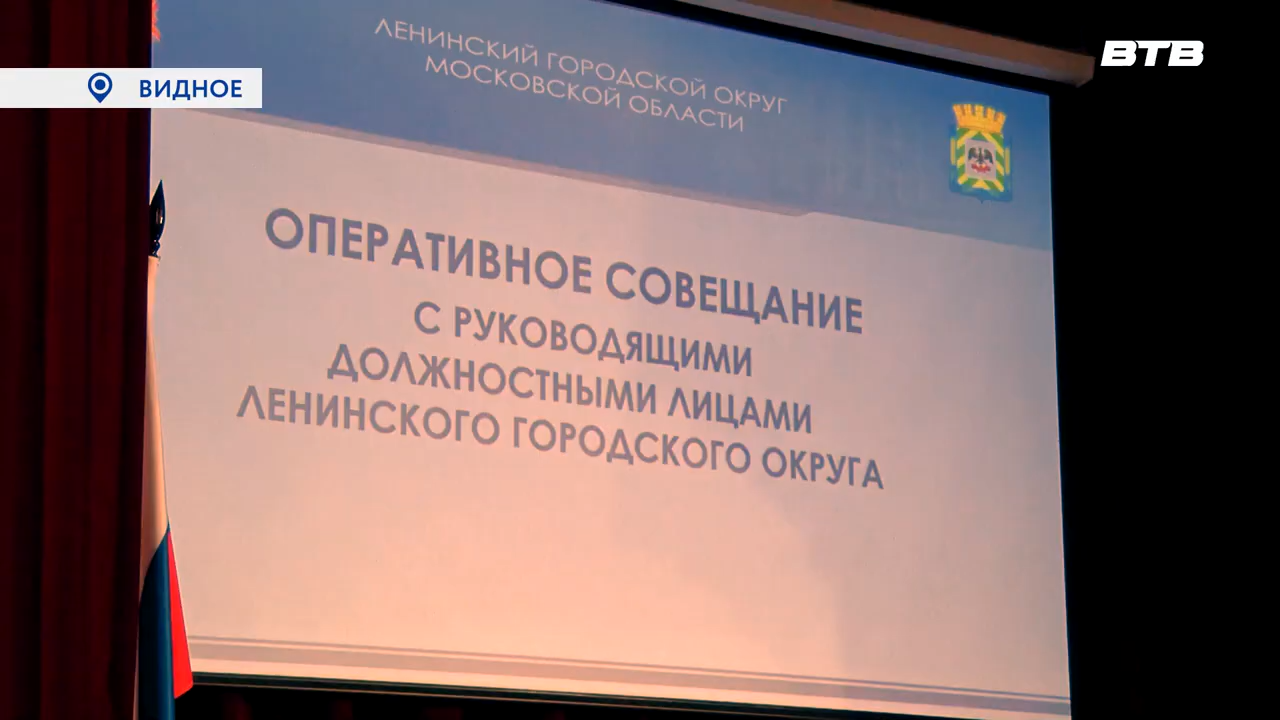 ВИДНОЕ
ВТВ
ЛЕНИНСКИЙ ГОРОДСКОЙ ОКРУГ
МОСКОВСКОЙ ОБЛАСТИ
ОПЕРАТИВНОЕ СОВЕЩАНИЕ
С РУКОВОДЯЩИМИ
ДОЛЖНОСТНЫМИ ЛИЦАМИ
ЛЕНИНСКОГО ГОРОДСКОГО ОКРУГА